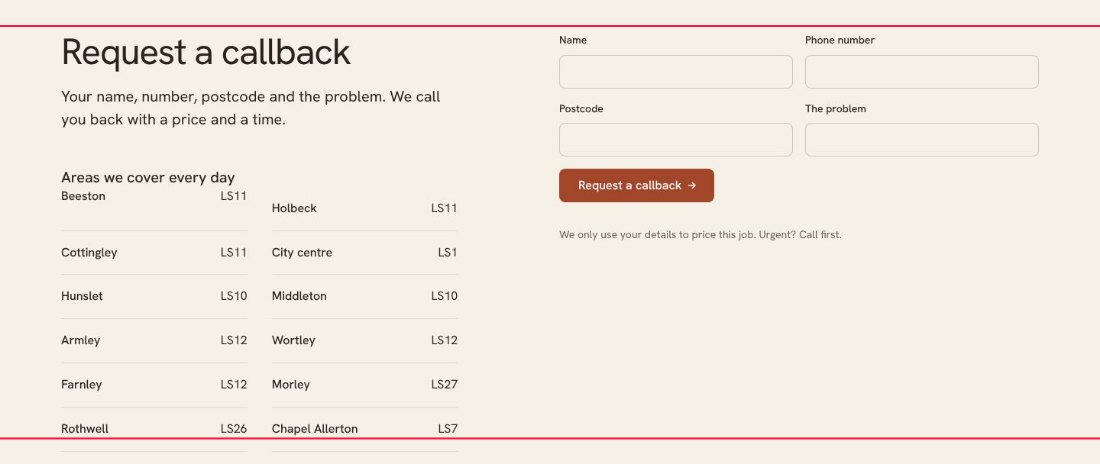 Request a callback
Your name, number, postcode and the problem. We call
you back with a price and a time.
Areas we cover every day
Beeston LS11
Holbeck LS11
Cottingley LS11
City centre LS1
Hunslet LS10
Middleton LS10
Armley LS12
Wortley LS12
Farnley LS12
Morley LS27
Rothwell LS26
Chapel Allerton LS7
Name
Phone number
Postcode
The problem
Request a callback →
We only use your details to price this job. Urgent? Call first.